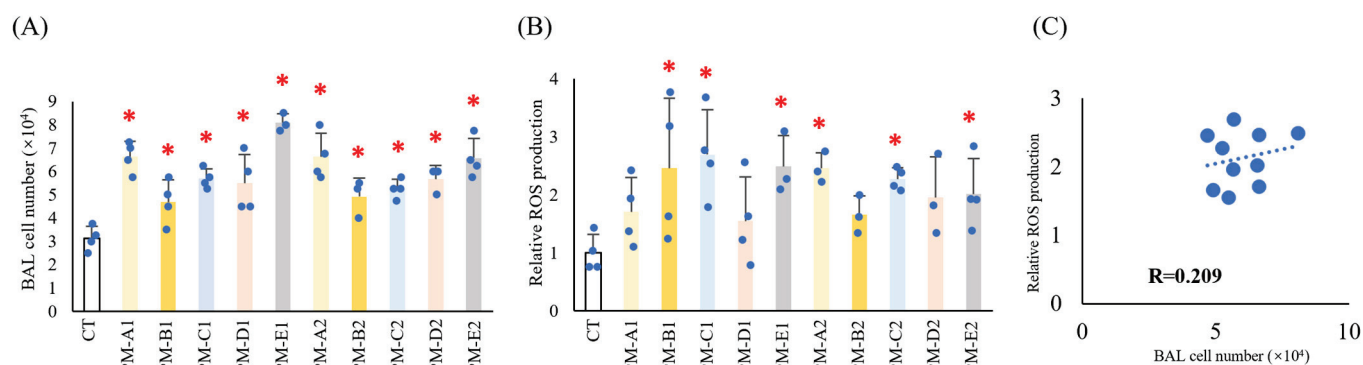 (A)
BAL cell number (×10⁴)
9
8
7
6
5
4
3
2
1
0
*
*
*
*
*
*
*
*
*
*
CT
PM-A1
PM-B1
PM-C1
PM-D1
PM-E1
PM-A2
PM-B2
PM-C2
PM-D2
PM-E2
(B)
Relative ROS production
4
3
2
1
0
*
*
*
*
*
*
CT
PM-A1
PM-B1
PM-C1
PM-D1
PM-E1
PM-A2
PM-B2
PM-C2
PM-D2
PM-E2
(C)
Relative ROS production
3
2
1
0
R=0.209
0
5
10
BAL cell number (×10⁴)